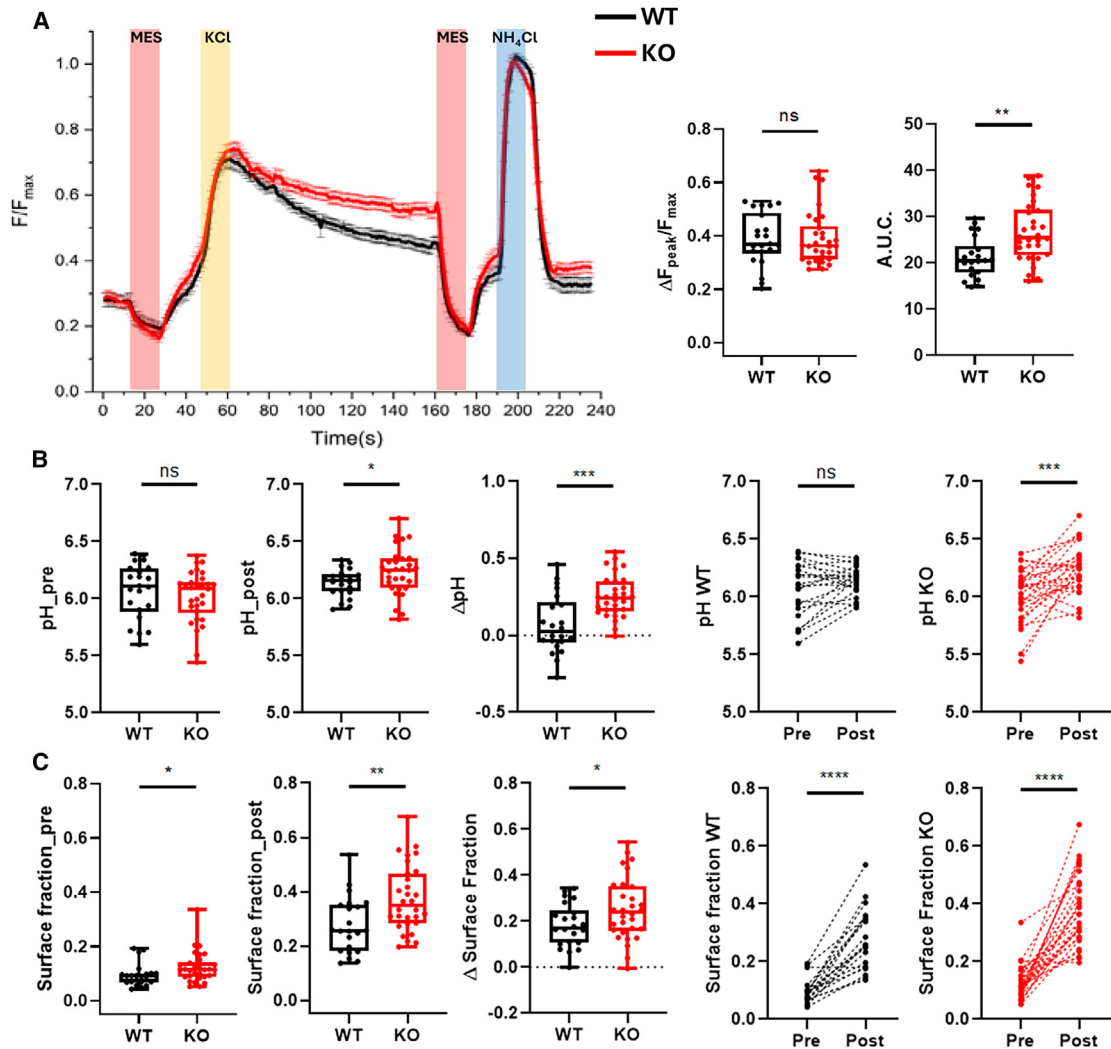 A
WT
KO
MES
KCl
MES
NH₄Cl
F/Fmax
1.0
0.8
0.6
0.4
0.2
0.0
0 20 40 60 80 100 120 140 160 180 200 220 240
Time(s)
ns
ΔFpeak/Fmax
0.8
0.6
0.4
0.2
0.0
WT KO
**
A.U.C.
50
40
30
20
10
0
WT KO
B
ns
pH_pre
7.0
6.5
6.0
5.5
5.0
WT KO
*
pH_post
7.0
6.5
6.0
5.5
5.0
WT KO
***
ΔpH
1.0
0.5
0.0
-0.5
WT KO
ns
pH WT
7.0
6.5
6.0
5.5
5.0
Pre Post
***
pH KO
7.0
6.5
6.0
5.5
5.0
Pre Post
C
*
Surface fraction_pre
0.8
0.6
0.4
0.2
0.0
WT KO
**
Surface fraction_post
0.8
0.6
0.4
0.2
0.0
WT KO
*
Δ Surface Fraction
0.8
0.6
0.4
0.2
0.0
-0.2
WT KO
****
Surface fraction WT
0.8
0.6
0.4
0.2
0.0
Pre Post
****
Surface Fraction KO
0.8
0.6
0.4
0.2
0.0
Pre Post